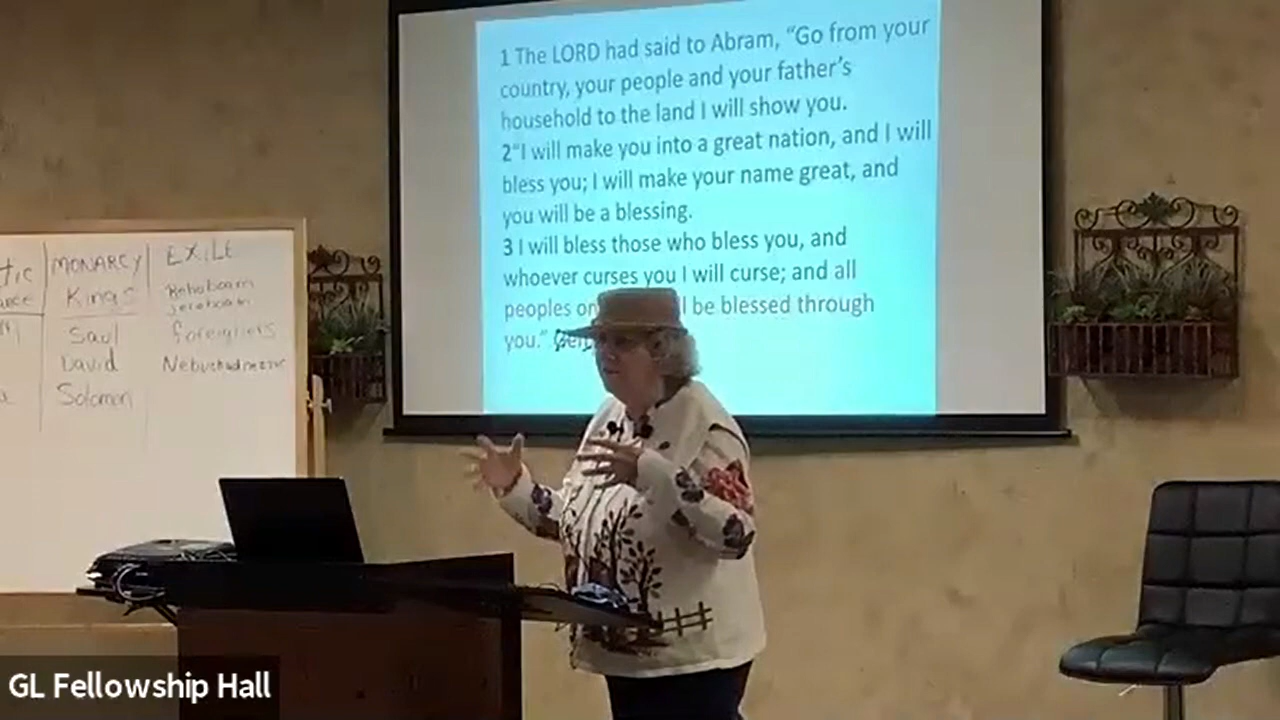 1 The LORD had said to Abram, “Go from your
country, your people and your father’s
household to the land I will show you.
2“I will make you into a great nation, and I will
bless you; I will make your name great, and
you will be a blessing.
3 I will bless those who bless you, and
whoever curses you I will curse; and all
peoples be blessed through
you.”
MONARCY
Kings
Saul
David
Solomon
EXILE
Rehoboam
Jeroboam
foreigners
GL Fellowship Hall